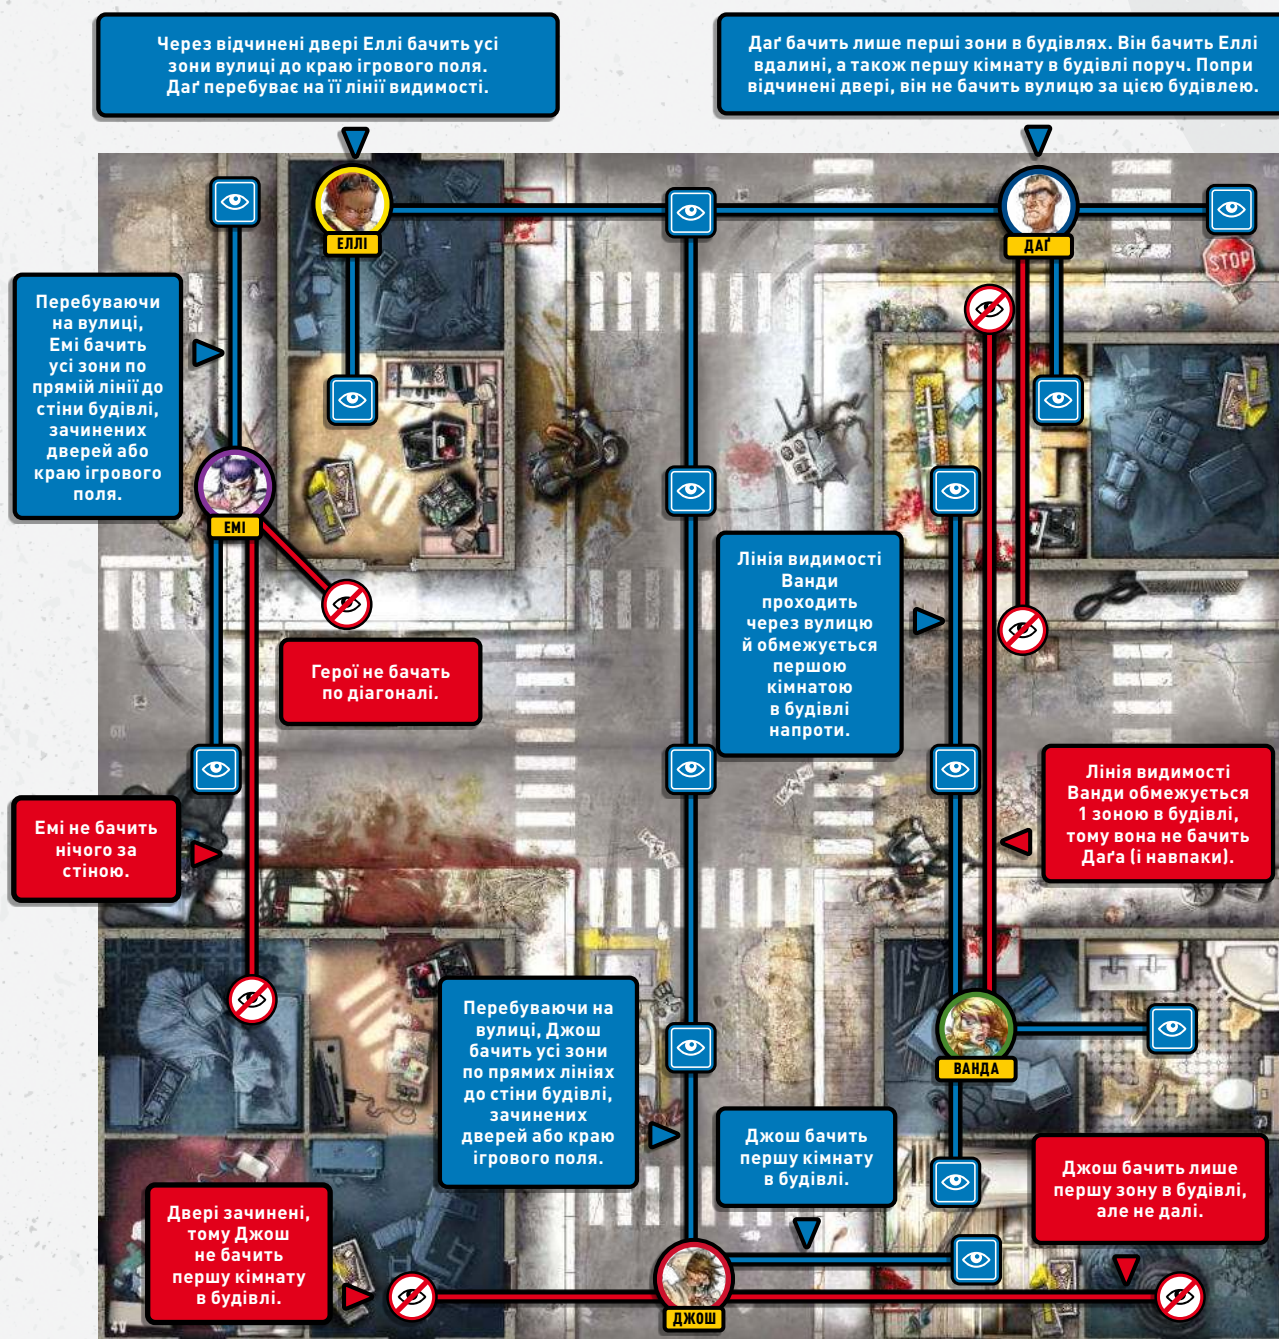 Через відчинені двері Еллі бачить усі
зони вулиці до краю ігрового поля.
Даґ перебуває на її лінії видимості.
Даґ бачить лише перші зони в будівлях. Він бачить Еллі
вдалині, а також першу кімнату в будівлі поруч. Попри
відчинені двері, він не бачить вулицю за цією будівлею.
ЕЛЛІ
ДАҐ
STOP
Перебуваючи
на вулиці,
Емі бачить
усі зони по
прямій лінії до
стіни будівлі,
зачинених
дверей або
краю ігрового
поля.
ЕМІ
Герої не бачать
по діагоналі.
Лінія видимості
Ванди
проходить
через вулицю
й обмежується
першою
кімнатою
в будівлі
напроти.
Лінія видимості
Ванди обмежується
1 зоною в будівлі,
тому вона не бачить
Даґа (і навпаки).
Емі не бачить
нічого за
стіною.
Перебуваючи на
вулиці, Джош
бачить усі зони
по прямих лініях
до стіни будівлі,
зачинених
дверей або краю
ігрового поля.
ВАНДА
Джош бачить
першу кімнату
в будівлі.
Джош бачить лише
першу зону в будівлі,
але не далі.
Двері зачинені,
тому Джош
не бачить
першу кімнату
в будівлі.
ДЖОШ